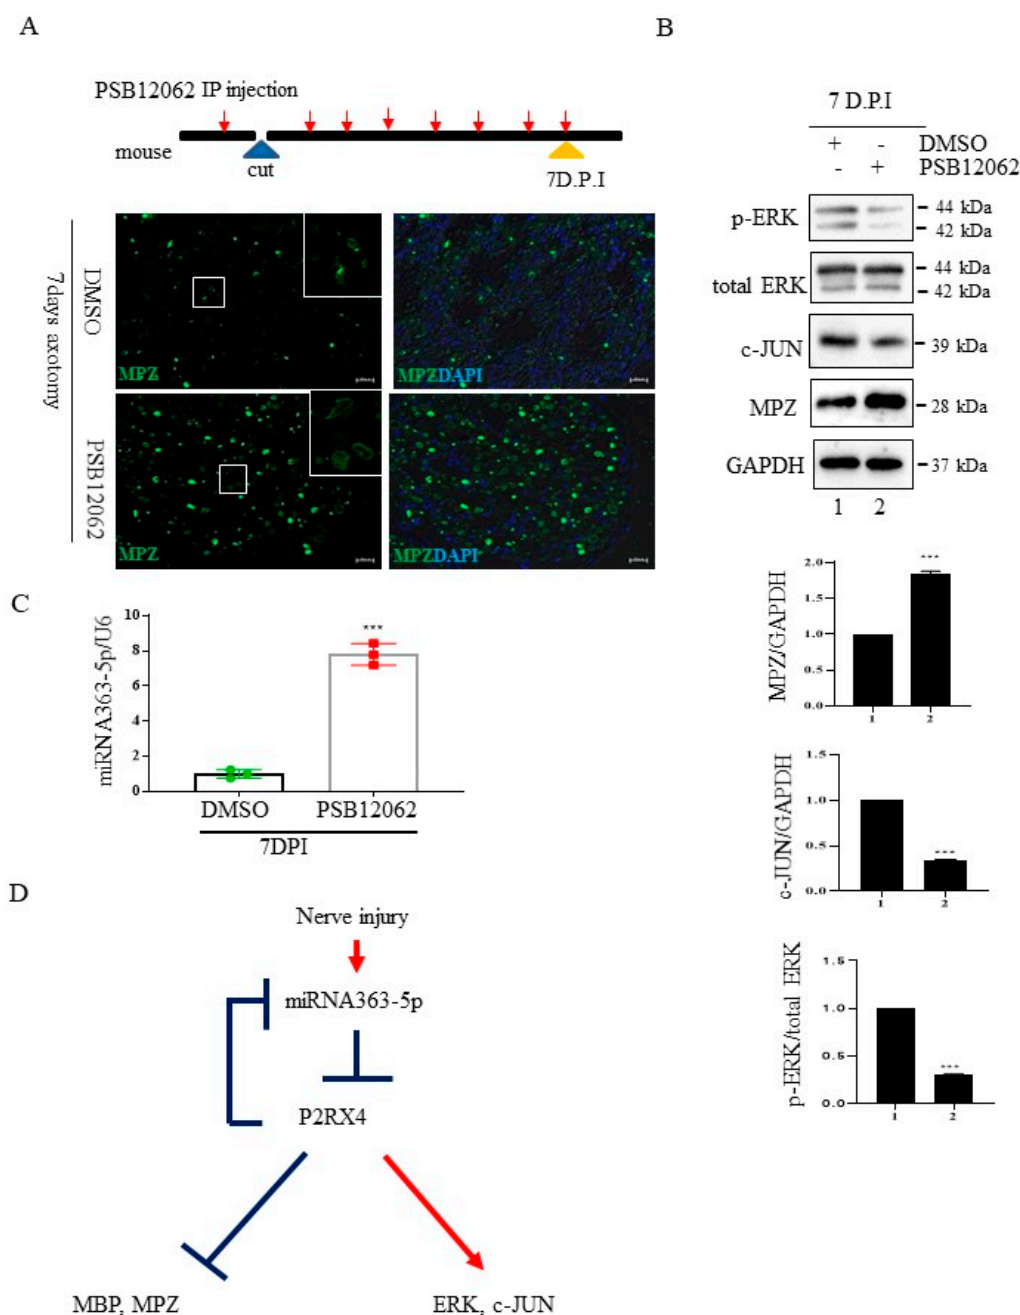 A
PSB12062 IP injection
mouse
cut
7D.P.I
7days axotomy
DMSO
MPZ
MPZDAPI
PSB12062
MPZ
MPZDAPI
B
7 D.P.I
+ - DMSO
- + PSB12062
p-ERK
44 kDa
42 kDa
total ERK
44 kDa
42 kDa
c-JUN
39 kDa
MPZ
28 kDa
GAPDH
37 kDa
1 2
MPZ/GAPDH
2.0
1.5
1.0
0.5
0.0
***
1 2
c-JUN/GAPDH
1.5
1.0
0.5
0.0
***
1 2
p-ERK/total ERK
1.5
1.0
0.5
0.0
***
1 2
C
miRNA363-5p/U6
10
8
6
4
2
0
***
DMSO PSB12062
7DPI
D
Nerve injury
miRNA363-5p
P2RX4
MBP, MPZ
ERK, c-JUN